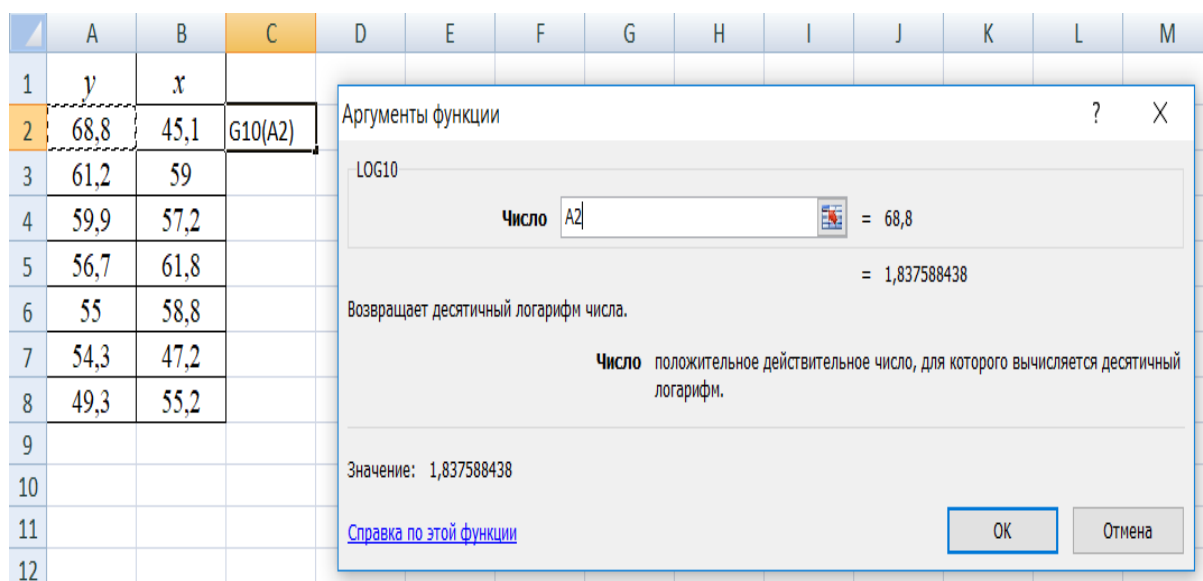 A B C D E F G H I J K L M
1 y x
2 68,8 45,1 G10(A2)
3 61,2 59
4 59,9 57,2
5 56,7 61,8
6 55 58,8
7 54,3 47,2
8 49,3 55,2
9
10
11
12
Аргументы функции ? X
LOG10
Число A2 = 68,8
= 1,837588438
Возвращает десятичный логарифм числа.
Число положительное действительное число, для которого вычисляется десятичный
логарифм.
Значение: 1,837588438
Справка по этой функции
ОК Отмена